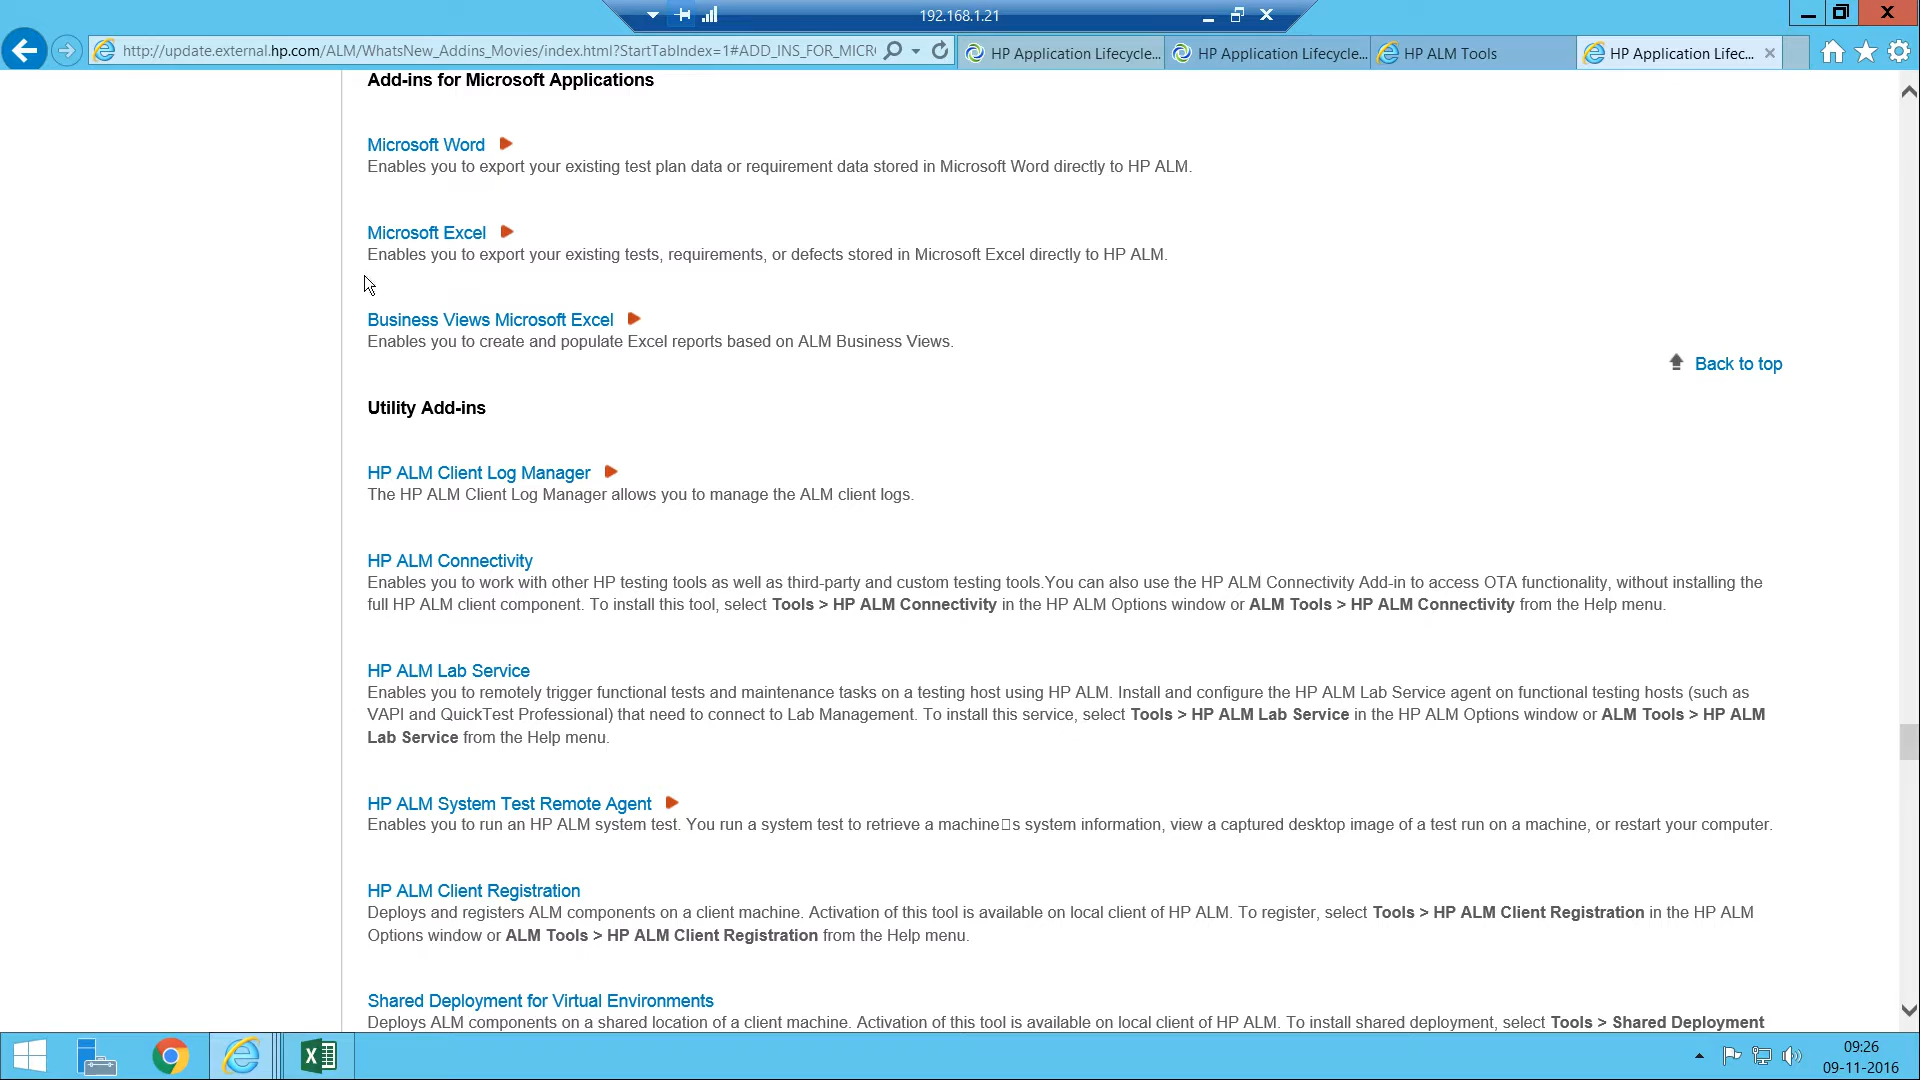 192.168.1.21
http://update.external.hp.com/ALM/WhatsNew_Addins_Movies/index.html?StartTabIndex=1#ADD_INS_FOR_MICR
HP Application Lifecycle...
HP Application Lifecycle...
HP ALM Tools
HP Application Lifec...
Add-ins for Microsoft Applications
Microsoft Word
Enables you to export your existing test plan data or requirement data stored in Microsoft Word directly to HP ALM.
Microsoft Excel
Enables you to export your existing tests, requirements, or defects stored in Microsoft Excel directly to HP ALM.
Business Views Microsoft Excel
Enables you to create and populate Excel reports based on ALM Business Views.
Back to top
Utility Add-ins
HP ALM Client Log Manager
The HP ALM Client Log Manager allows you to manage the ALM client logs.
HP ALM Connectivity
Enables you to work with other HP testing tools as well as third-party and custom testing tools.You can also use the HP ALM Connectivity Add-in to access OTA functionality, without installing the
full HP ALM client component. To install this tool, select Tools > HP ALM Connectivity in the HP ALM Options window or ALM Tools > HP ALM Connectivity from the Help menu.
HP ALM Lab Service
Enables you to remotely trigger functional tests and maintenance tasks on a testing host using HP ALM. Install and configure the HP ALM Lab Service agent on functional testing hosts (such as
VAPI and QuickTest Professional) that need to connect to Lab Management. To install this service, select Tools > HP ALM Lab Service in the HP ALM Options window or ALM Tools > HP ALM
Lab Service from the Help menu.
HP ALM System Test Remote Agent
Enables you to run an HP ALM system test. You run a system test to retrieve a machine□s system information, view a captured desktop image of a test run on a machine, or restart your computer.
HP ALM Client Registration
Deploys and registers ALM components on a client machine. Activation of this tool is available on local client of HP ALM. To register, select Tools > HP ALM Client Registration in the HP ALM
Options window or ALM Tools > HP ALM Client Registration from the Help menu.
Shared Deployment for Virtual Environments
Deploys ALM components on a shared location of a client machine. Activation of this tool is available on local client of HP ALM. To install shared deployment, select Tools > Shared Deployment
09:26
09-11-2016